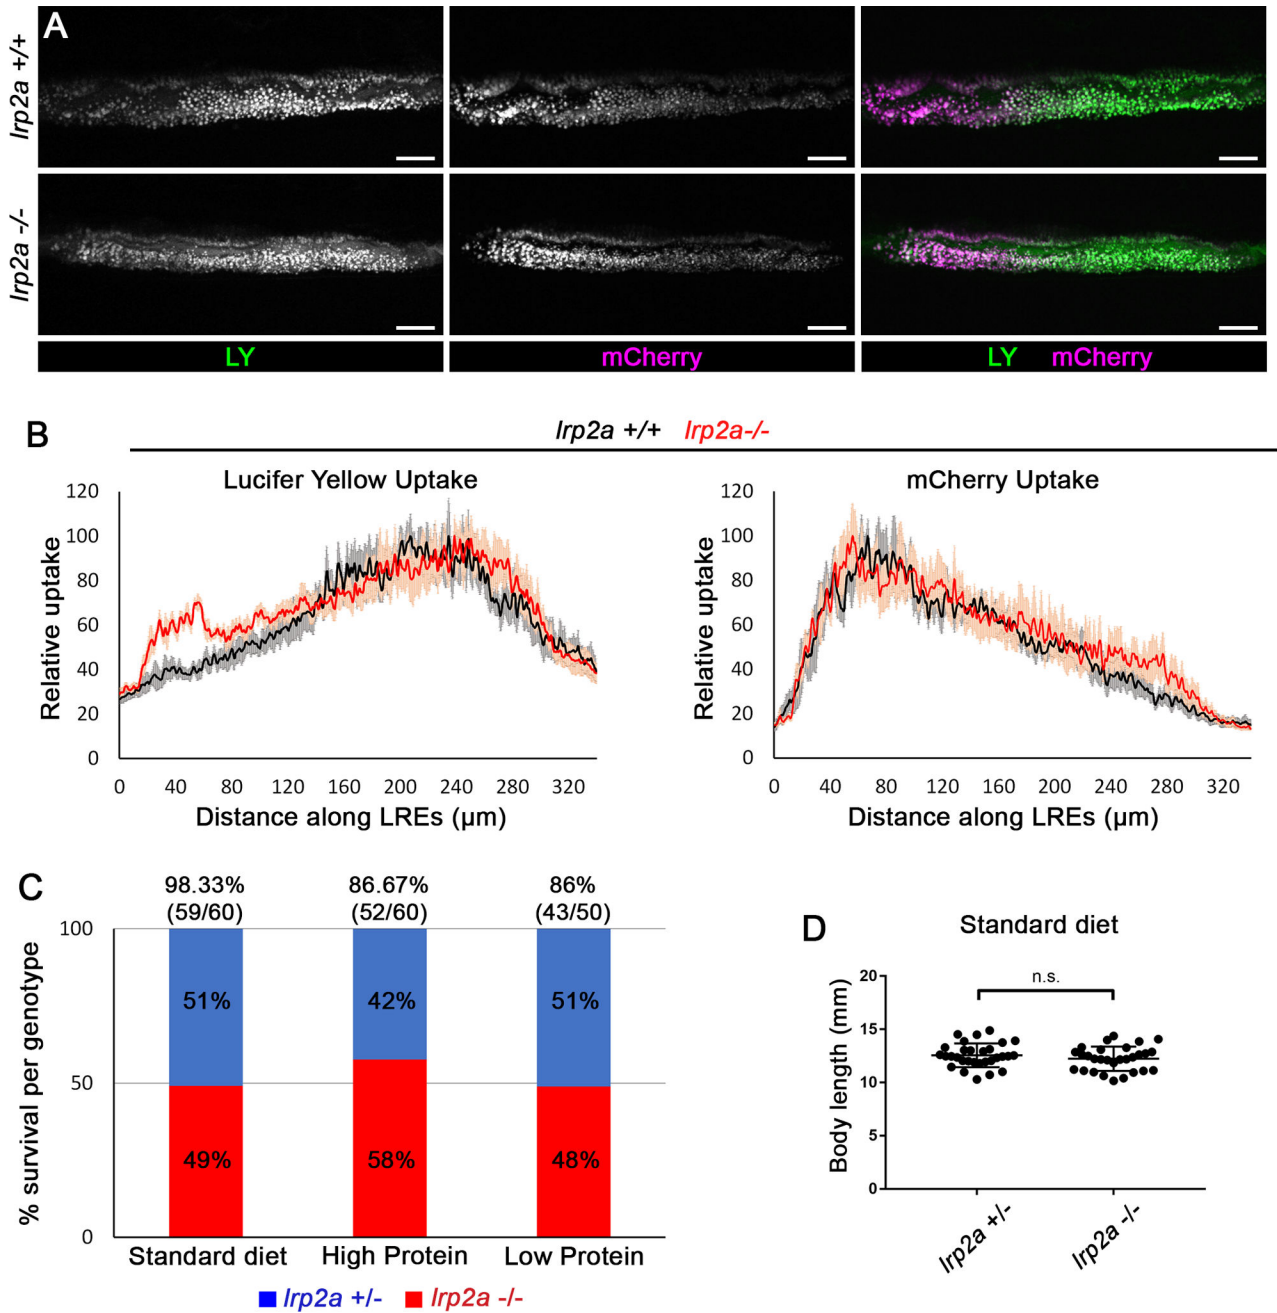 A
lrp2a +/+
lrp2a -/-
LY
mCherry
LY mCherry
B
lrp2a +/+ lrp2a-/-
Lucifer Yellow Uptake
Relative uptake
120
100
80
60
40
20
0
0 40 80 120 160 200 240 280 320
Distance along LREs (µm)
mCherry Uptake
Relative uptake
120
100
80
60
40
20
0
0 40 80 120 160 200 240 280 320
Distance along LREs (µm)
C
98.33% 86.67% 86%
(59/60) (52/60) (43/50)
% survival per genotype
100
50
0
51% 42% 51%
49% 58% 48%
Standard diet High Protein Low Protein
lrp2a +/- lrp2a -/-
D
Standard diet
n.s.
Body length (mm)
20
15
10
5
0
lrp2a +/- lrp2a -/-